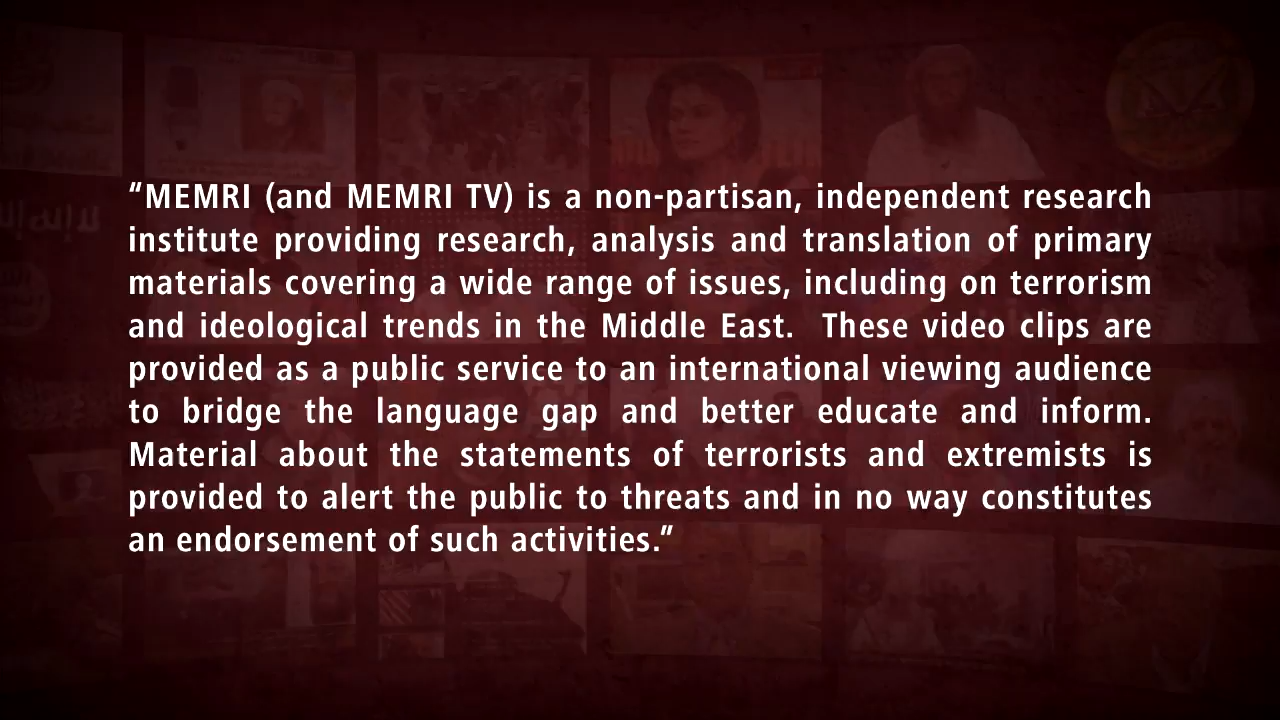 “MEMRI (and MEMRI TV) is a non-partisan, independent research
institute providing research, analysis and translation of primary
materials covering a wide range of issues, including on terrorism
and ideological trends in the Middle East.  These video clips are
provided as a public service to an international viewing audience
to bridge the language gap and better educate and inform.
Material about the statements of terrorists and extremists is
provided to alert the public to threats and in no way constitutes
an endorsement of such activities.”